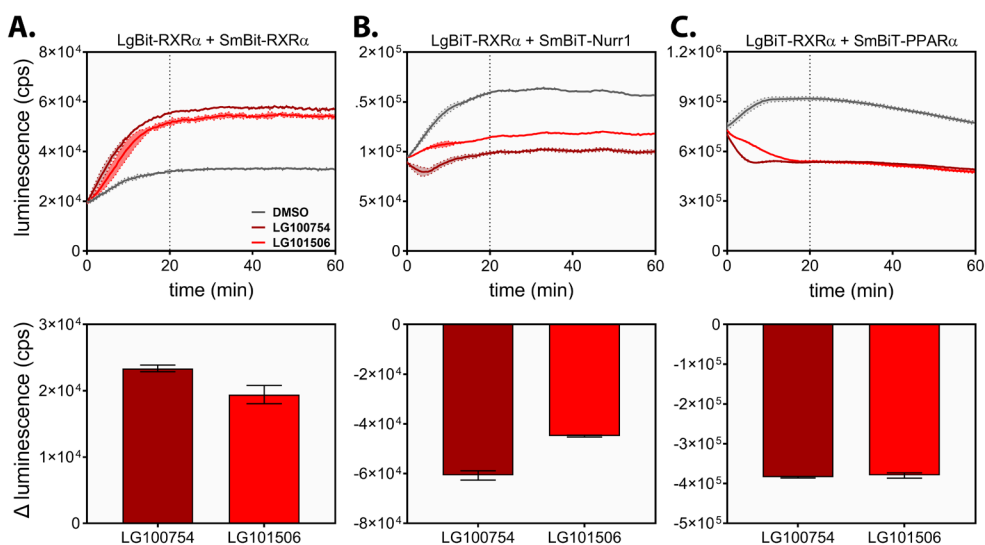 A.
LgBit-RXRα + SmBit-RXRα
8×10⁴
6×10⁴
4×10⁴
2×10⁴
0
luminescence (cps)
DMSO
LG100754
LG101506
0 20 40 60
time (min)
B.
LgBiT-RXRα + SmBiT-Nurr1
2×10⁵
.5×10⁵
1×10⁵
5×10⁴
0
0 20 40 60
time (min)
C.
LgBiT-RXRα + SmBiT-PPARα
1.2×10⁶
9×10⁵
6×10⁵
3×10⁵
0
0 20 40 60
time (min)
3×10⁴
2×10⁴
1×10⁴
0
Δ luminescence (cps)
LG100754 LG101506
0
-2×10⁴
-4×10⁴
-6×10⁴
-8×10⁴
LG100754 LG101506
0
-1×10⁵
-2×10⁵
-3×10⁵
-4×10⁵
-5×10⁵
LG100754 LG101506